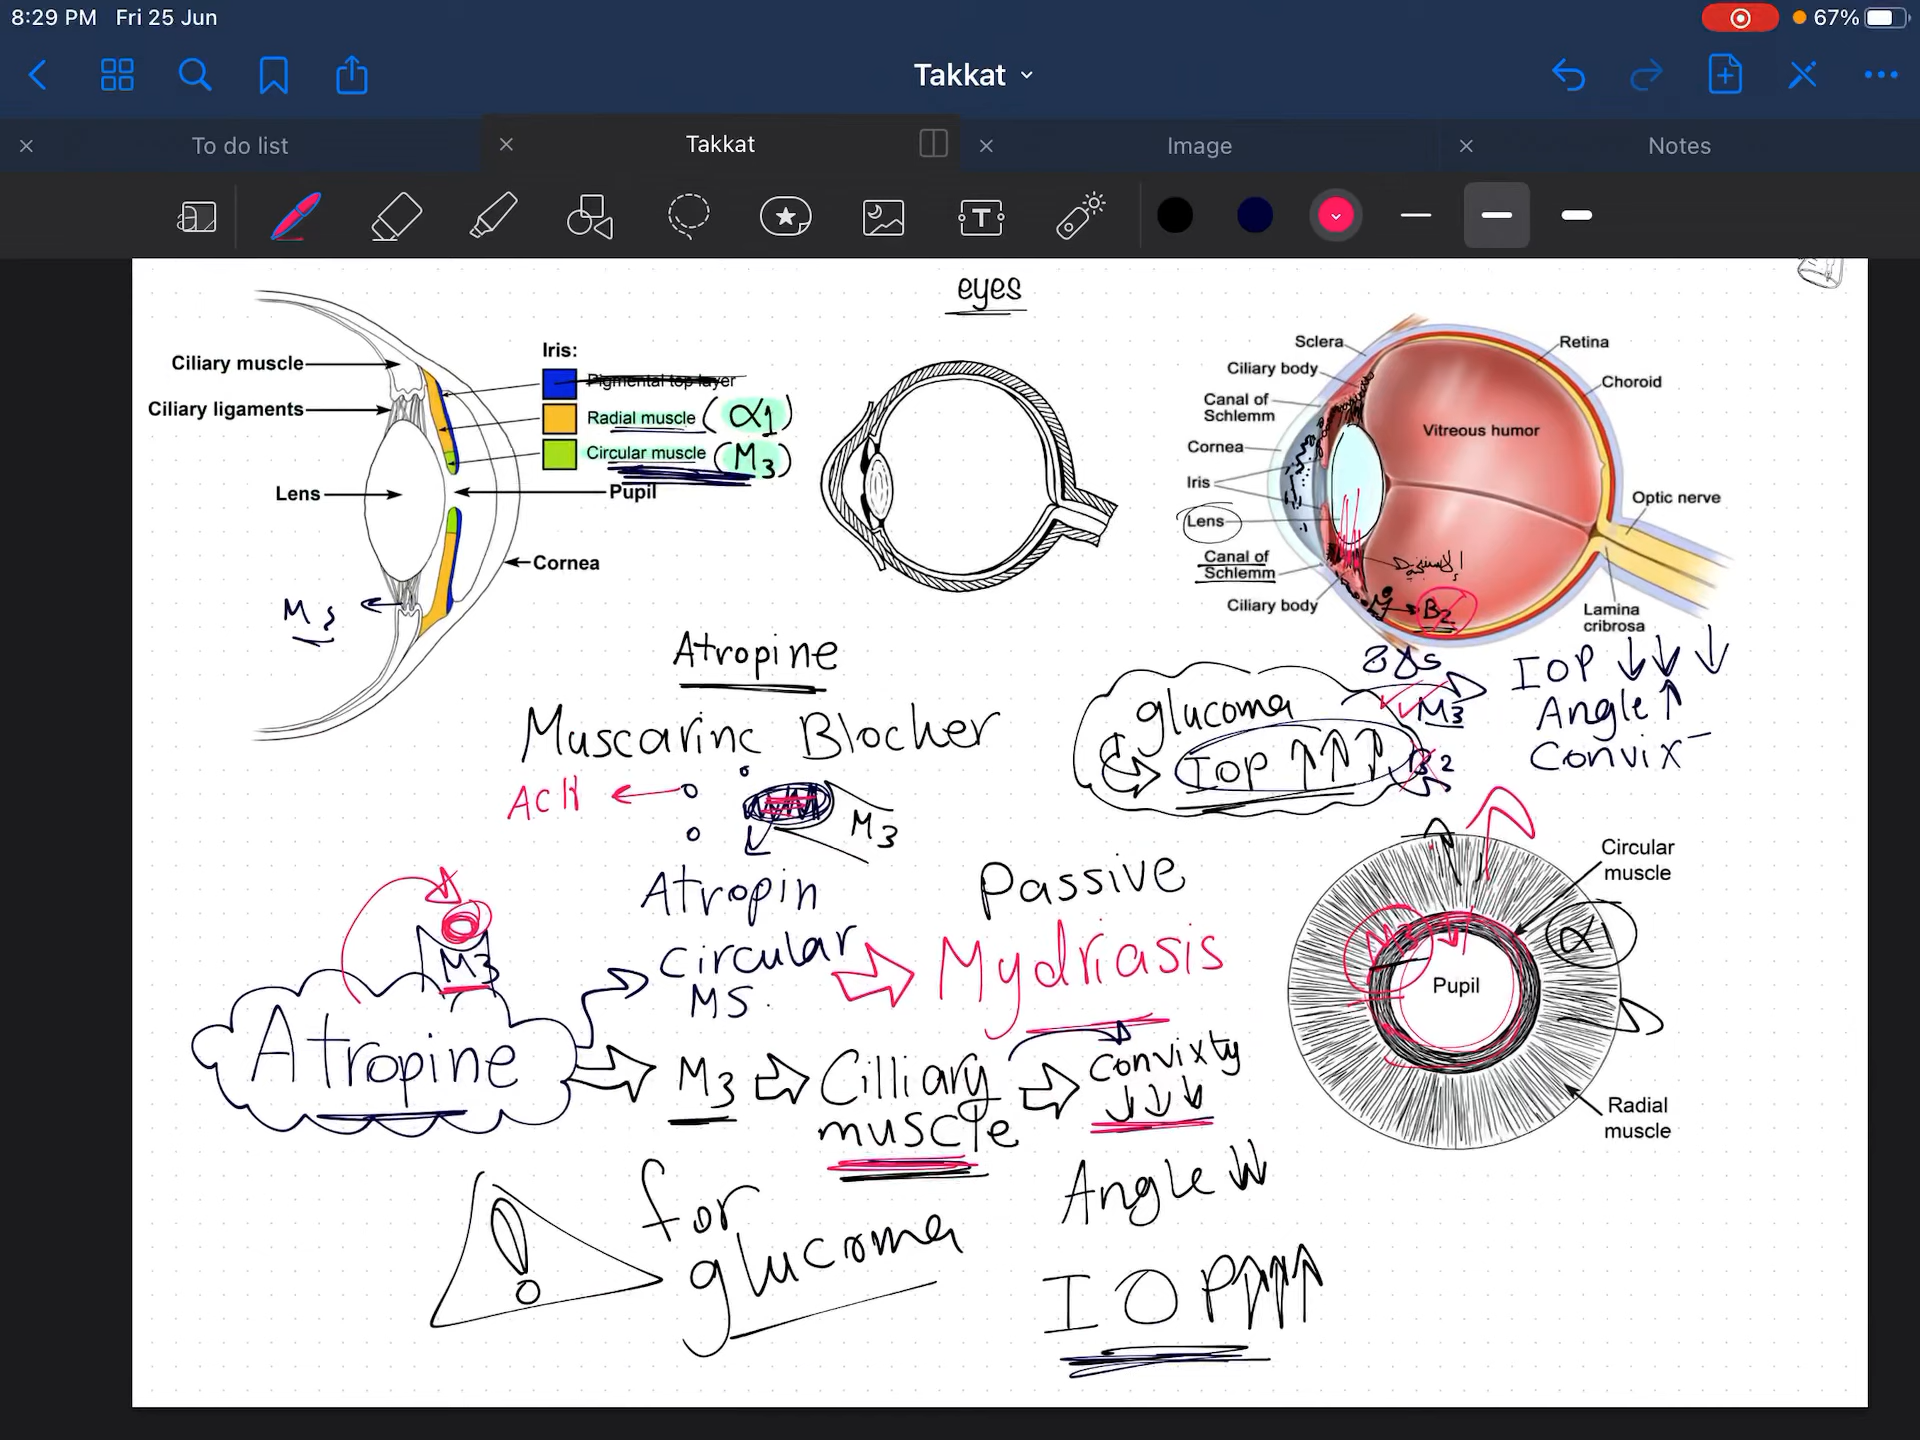 8:29 PM Fri 25 Jun
67%
Takkat
To do list
Takkat
Image
Notes
eyes
Ciliary muscle
Ciliary ligaments
Lens
M3
Iris:
Pigmental top layer
Radial muscle (α1)
Circular muscle (M3)
Pupil
Cornea
Sclera
Ciliary body
Canal of
Schlemm
Cornea
Iris
Lens
Canal of
Schlemm
Ciliary body
Retina
Choroid
Vitreous humor
Optic nerve
Lamina
cribrosa
B2
Atropine
Muscarinc Blocker
ACh
M3
Atropin
glucoma
IOP ↑↑↑
M3
B2
IOP ↓↓↓
Angle ↑
Convix
Passive
Circular
MS.
Mydriasis
M3
Atropine
M3
Cilliary
muscle
Convixty
↓↓↓
Angle ↓↓
IOP ↑↑↑
for
glucoma
Circular
muscle
M3
α
Pupil
Radial
muscle